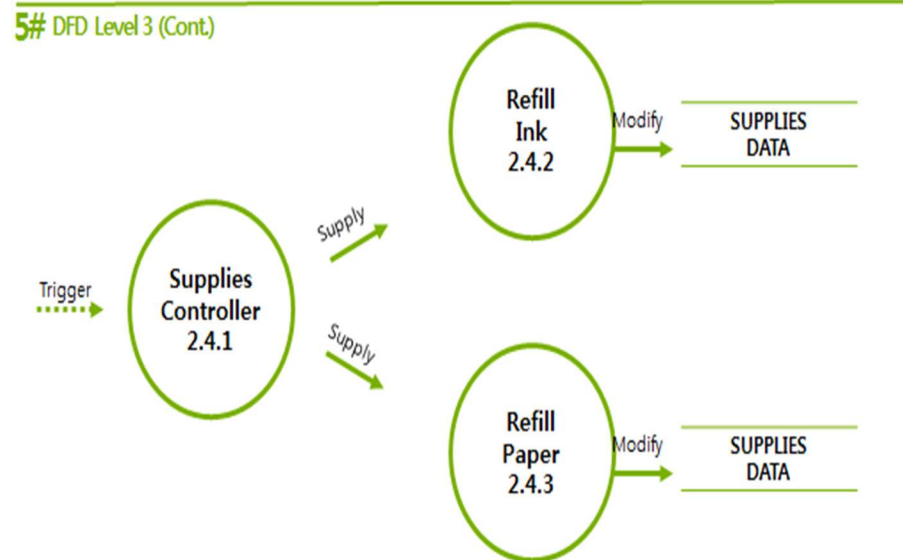 5# DFD Level 3 (Cont.)
Refill
Ink
2.4.2
Modify
SUPPLIES
DATA
Supply
Trigger
Supplies
Controller
2.4.1
Supply
Refill
Paper
2.4.3
Modify
SUPPLIES
DATA